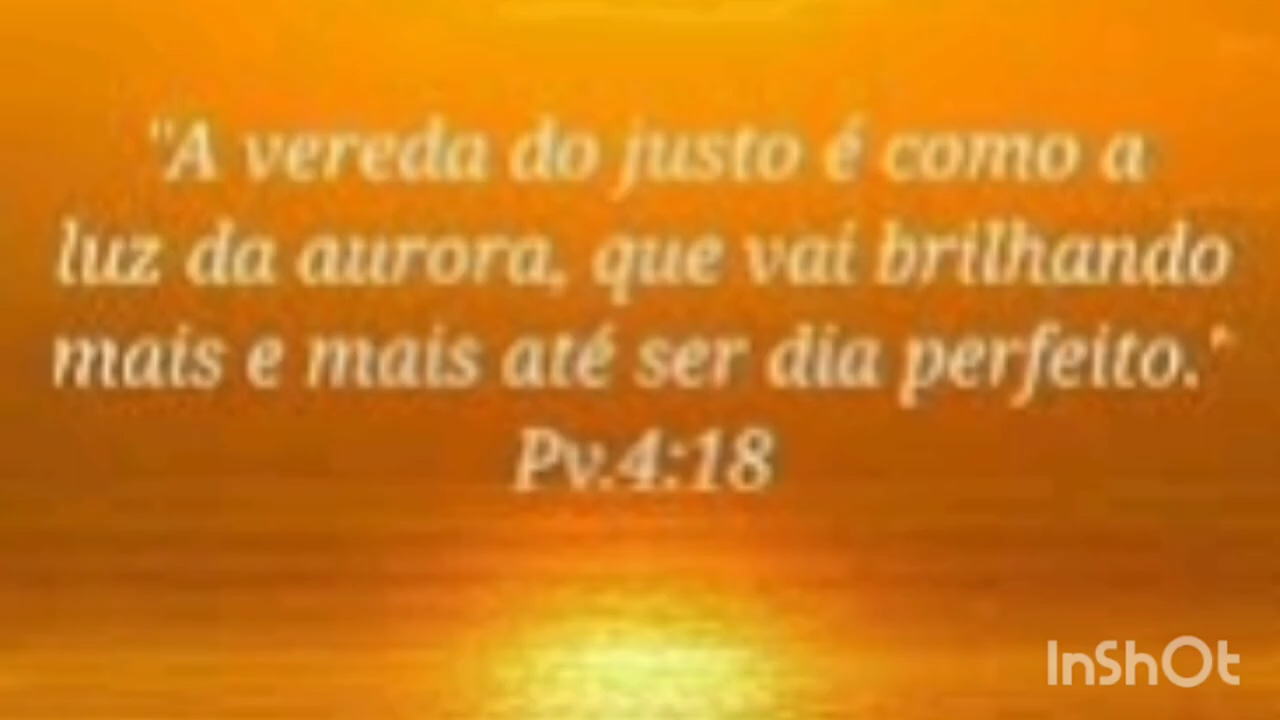 "A vereda do justo é como a
luz da aurora, que vai brilhando
mais e mais até ser dia perfeito."
Pv.4:18
InShOt